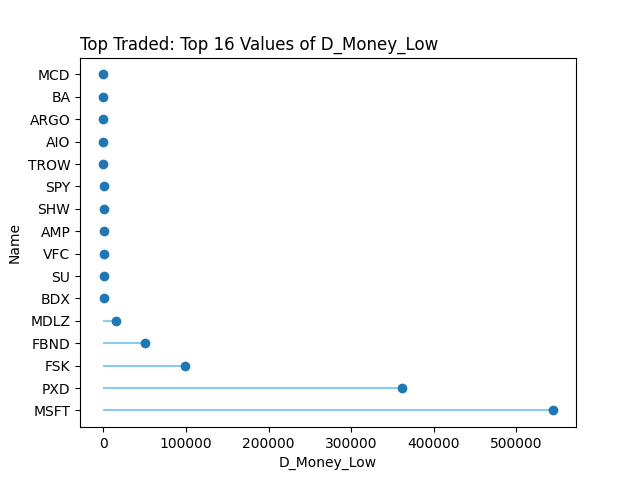 Top Traded: Top 16 Values of D_Money_Low
MCD
BA
ARGO
AIO
TROW
SPY
SHW
AMP
VFC
SU
BDX
MDLZ
FBND
FSK
PXD
MSFT
Name
0 100000 200000 300000 400000 500000
D_Money_Low